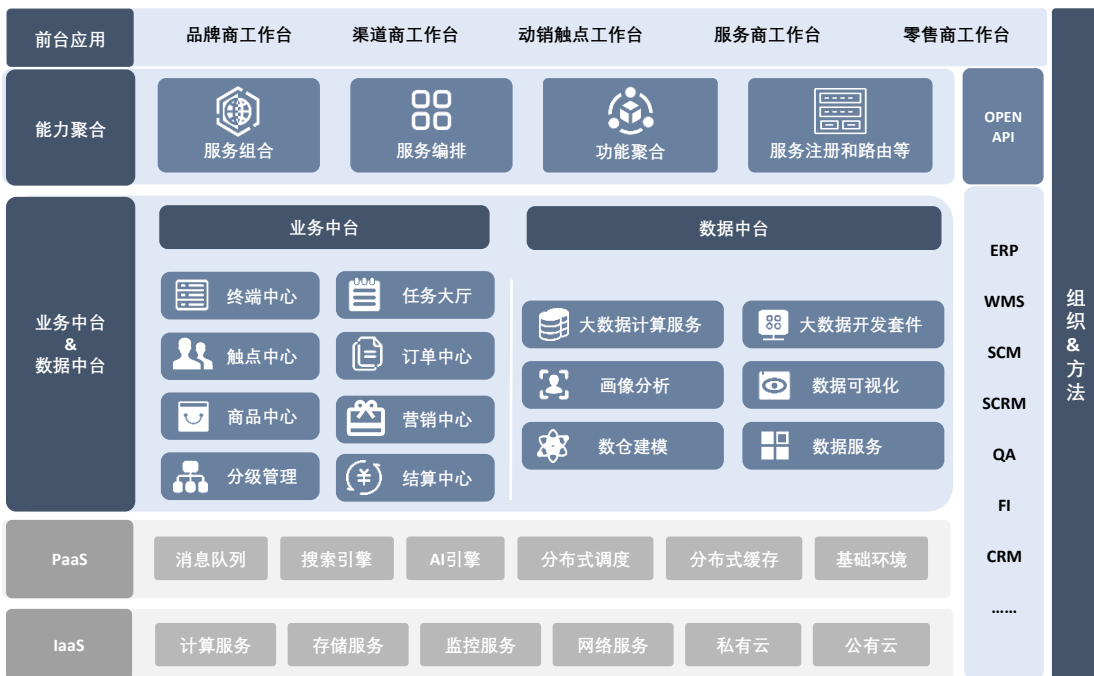 前台应用
品牌商工作台
渠道商工作台
动销触点工作台
服务商工作台
零售商工作台
能力聚合
服务组合
服务编排
功能聚合
服务注册和路由等
OPEN
API
业务中台
&
数据中台
业务中台
终端中心
任务大厅
触点中心
订单中心
商品中心
营销中心
分级管理
结算中心
数据中台
大数据计算服务
大数据开发套件
画像分析
数据可视化
数仓建模
数据服务
PaaS
消息队列
搜索引擎
AI引擎
分布式调度
分布式缓存
基础环境
IaaS
计算服务
存储服务
监控服务
网络服务
私有云
公有云
ERP
WMS
SCM
SCRM
QA
FI
CRM
......
组织&方法